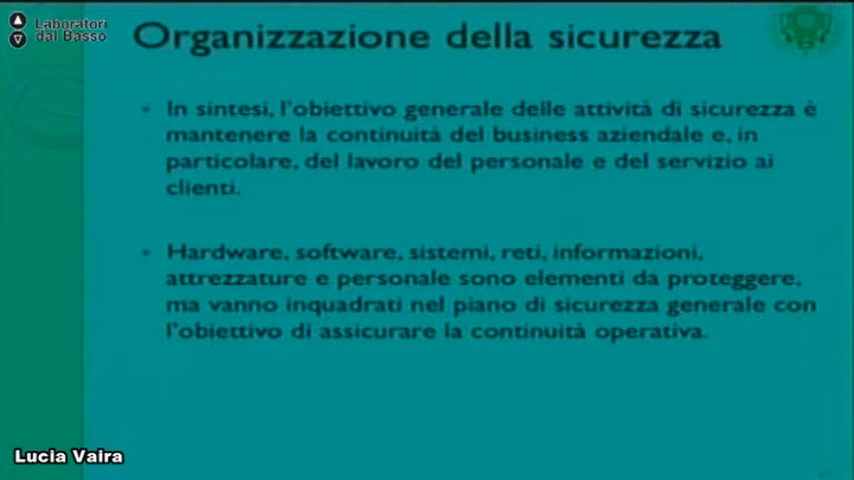 Laboratori
dal Basso
Organizzazione della sicurezza
• In sintesi, l'obiettivo generale delle attività di sicurezza è
mantenere la continuità del business aziendale e, in
particolare, del lavoro del personale e del servizio ai
clienti.
• Hardware, software, sistemi, reti, informazioni,
attrezzature e personale sono elementi da proteggere,
ma vanno inquadrati nel piano di sicurezza generale con
l'obiettivo di assicurare la continuità operativa.
Lucia Vaira